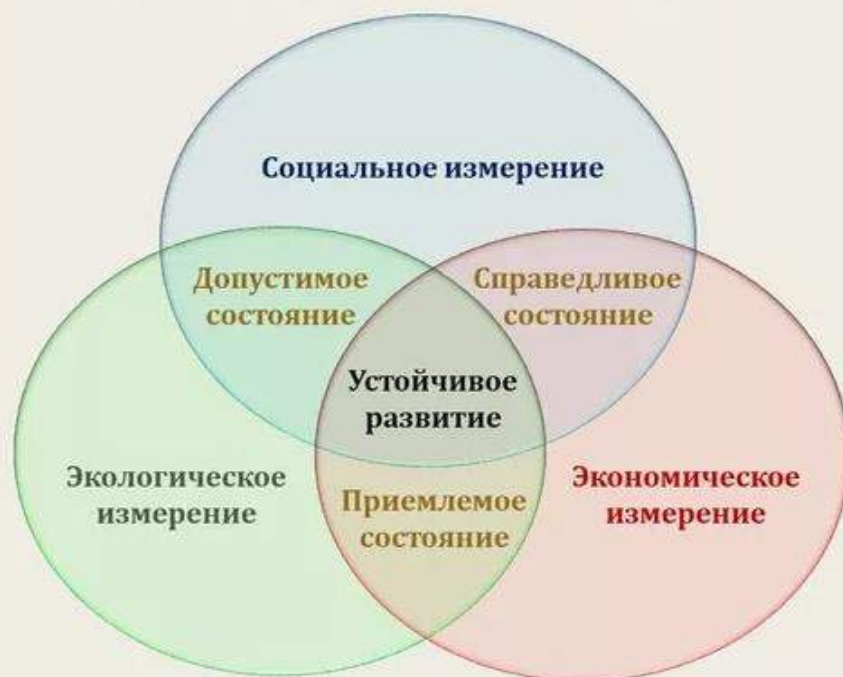 Социальное измерение
Допустимое
состояние
Справедливое
состояние
Устойчивое
развитие
Экологическое
измерение
Приемлемое
состояние
Экономическое
измерение